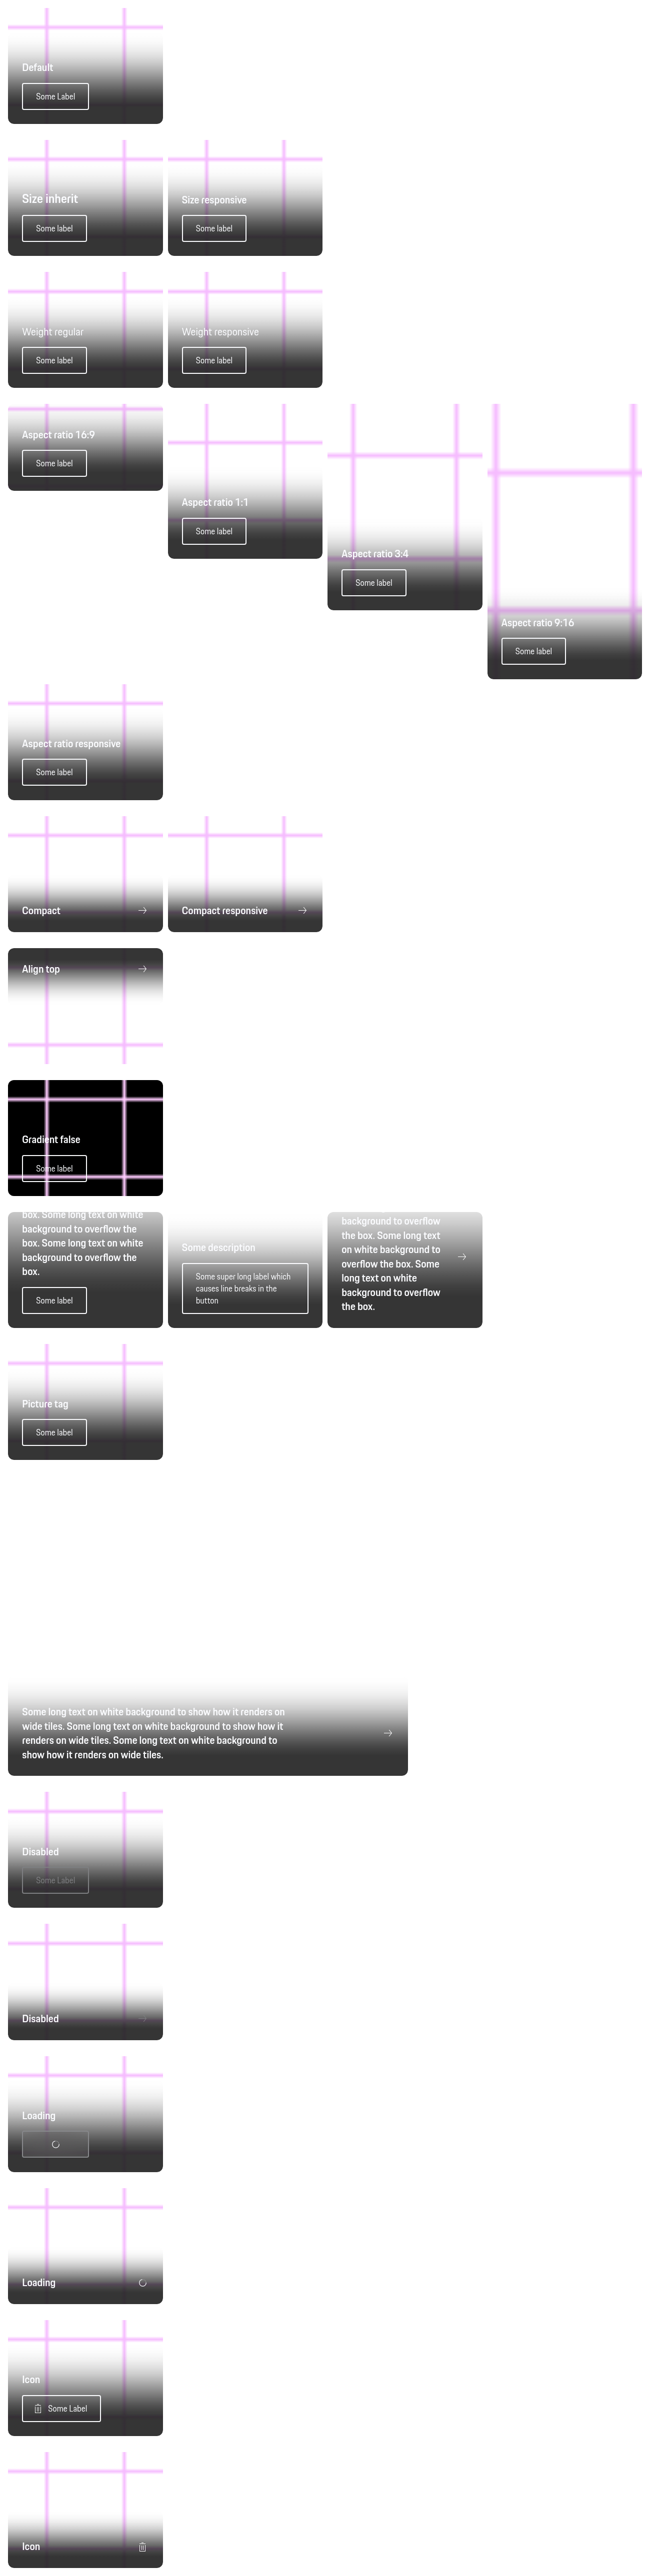 Default
Some Label
Size inherit
Some label
Size responsive
Some label
Weight regular
Some label
Weight responsive
Some label
Aspect ratio 16:9
Some label
Aspect ratio 1:1
Some label
Aspect ratio 3:4
Some label
Aspect ratio 9:16
Some label
Aspect ratio responsive
Some label
Compact
Compact responsive
Align top
Gradient false
Some label
box. Some long text on white
background to overflow the
box. Some long text on white
background to overflow the
box.
Some label
Some description
Some super long label which
causes line breaks in the
button
background to overflow
the box. Some long text
on white background to
overflow the box. Some
long text on white
background to overflow
the box.
Picture tag
Some label
Some long text on white background to show how it renders on
wide tiles. Some long text on white background to show how it
renders on wide tiles. Some long text on white background to
show how it renders on wide tiles.
Disabled
Some Label
Disabled
Loading
Loading
Icon
Some Label
Icon